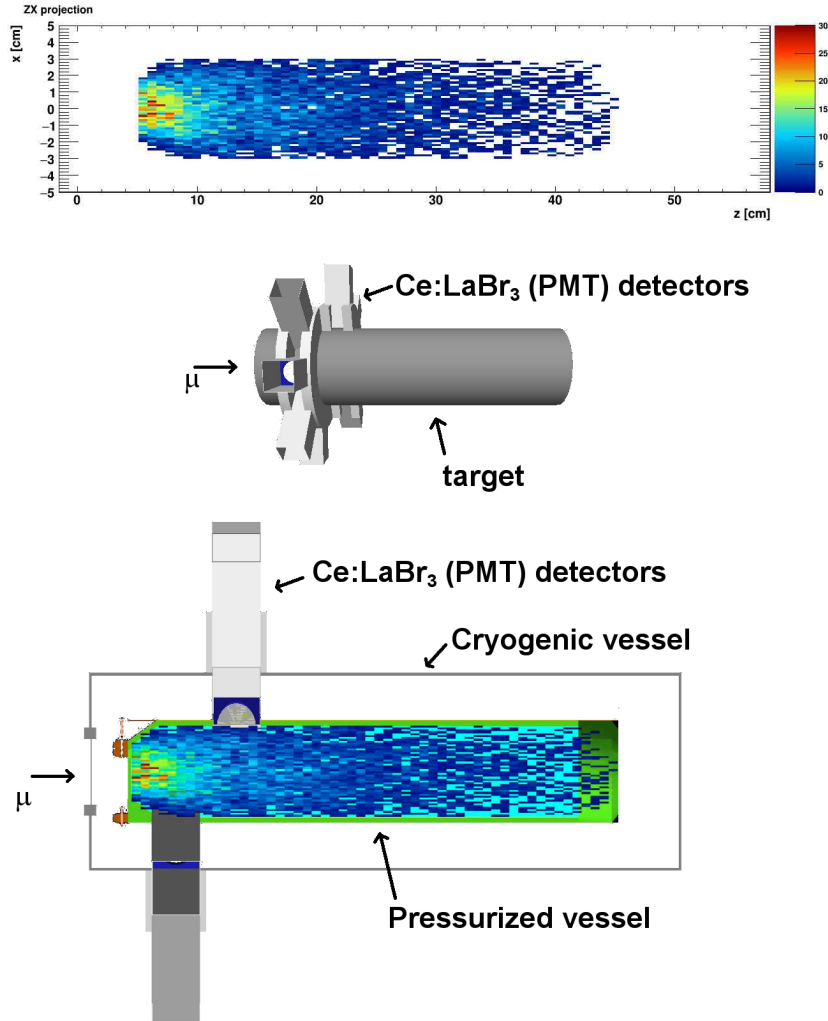 ZX projection
x [cm]
5
4
3
2
1
0
−1
−2
−3
−4
−5
0 10 20 30 40 50
z [cm]
30
25
20
15
10
5
0
Ce:LaBr₃ (PMT) detectors
μ
target
Ce:LaBr₃ (PMT) detectors
Cryogenic vessel
μ
Pressurized vessel